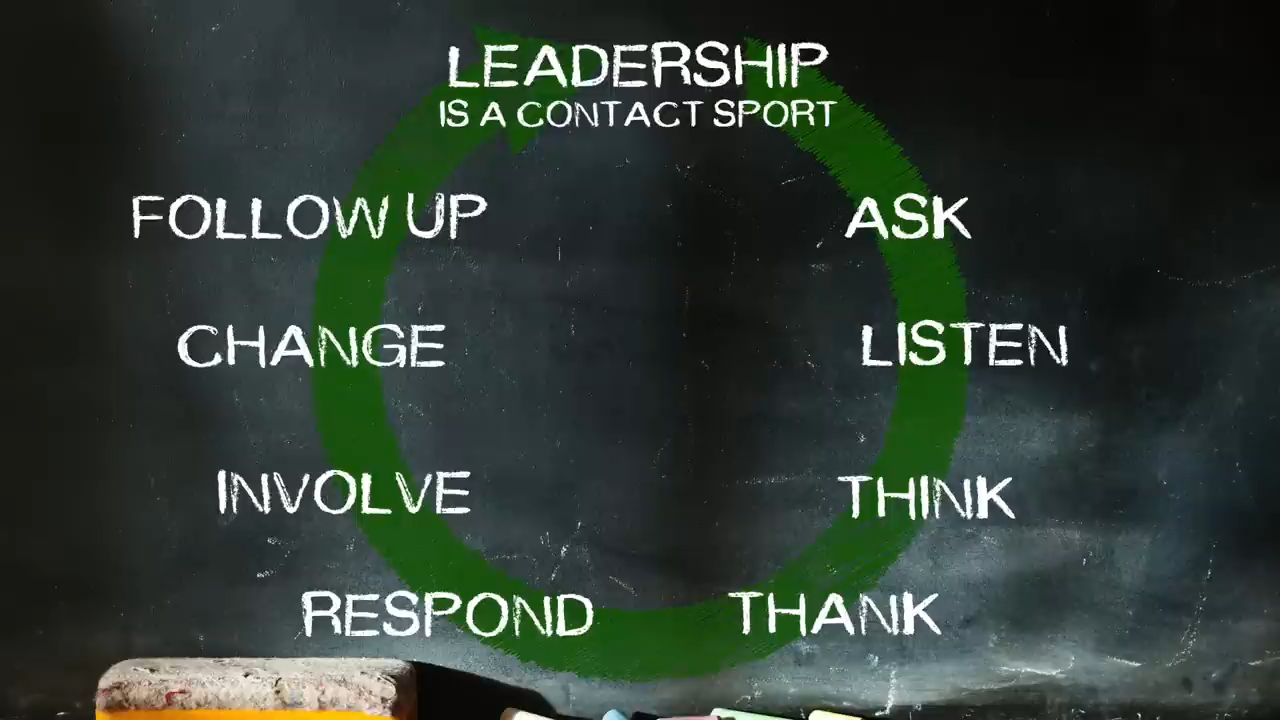 LEADERSHIP
IS A CONTACT SPORT
ASK
LISTEN
THINK
THANK
RESPOND
INVOLVE
CHANGE
FOLLOW UP